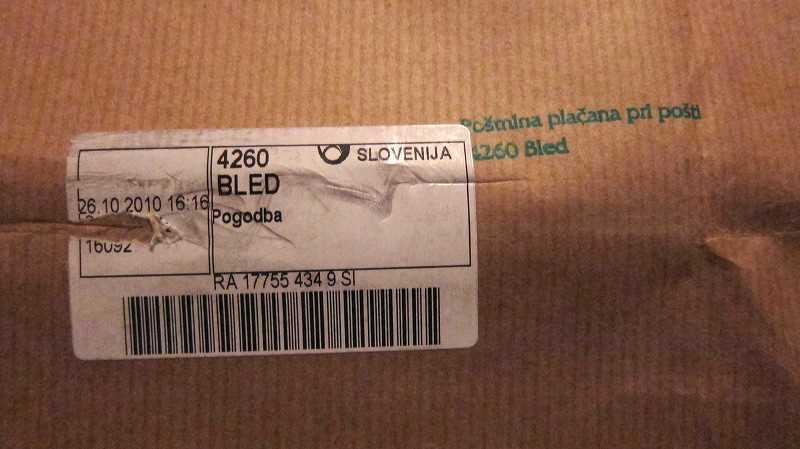 Poštnina plačana pri pošti
4260 Bled
4260
SLOVENIJA
BLED
26.10 2010 16:16
Pogodba
16092
RA 17755 434 9 SI